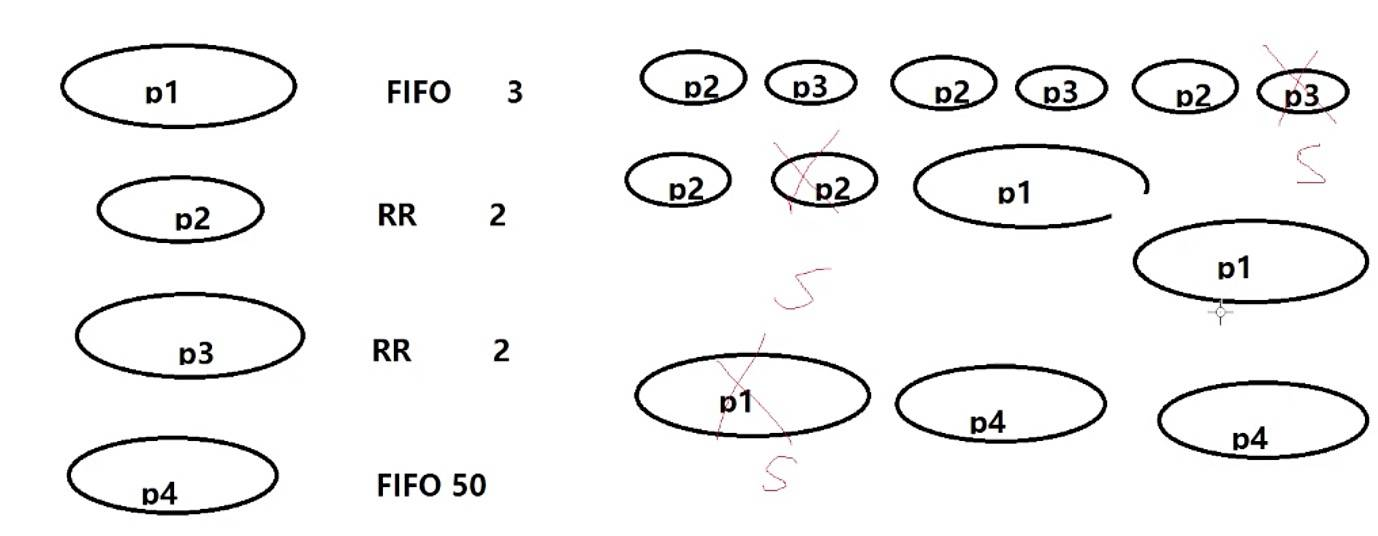 p1 FIFO 3
p2 RR 2
p3 RR 2
p4 FIFO 50
p2 p3 p2 p3 p2 p3
S
p2 p2 p1
p1
S
p1 p4 p4
S